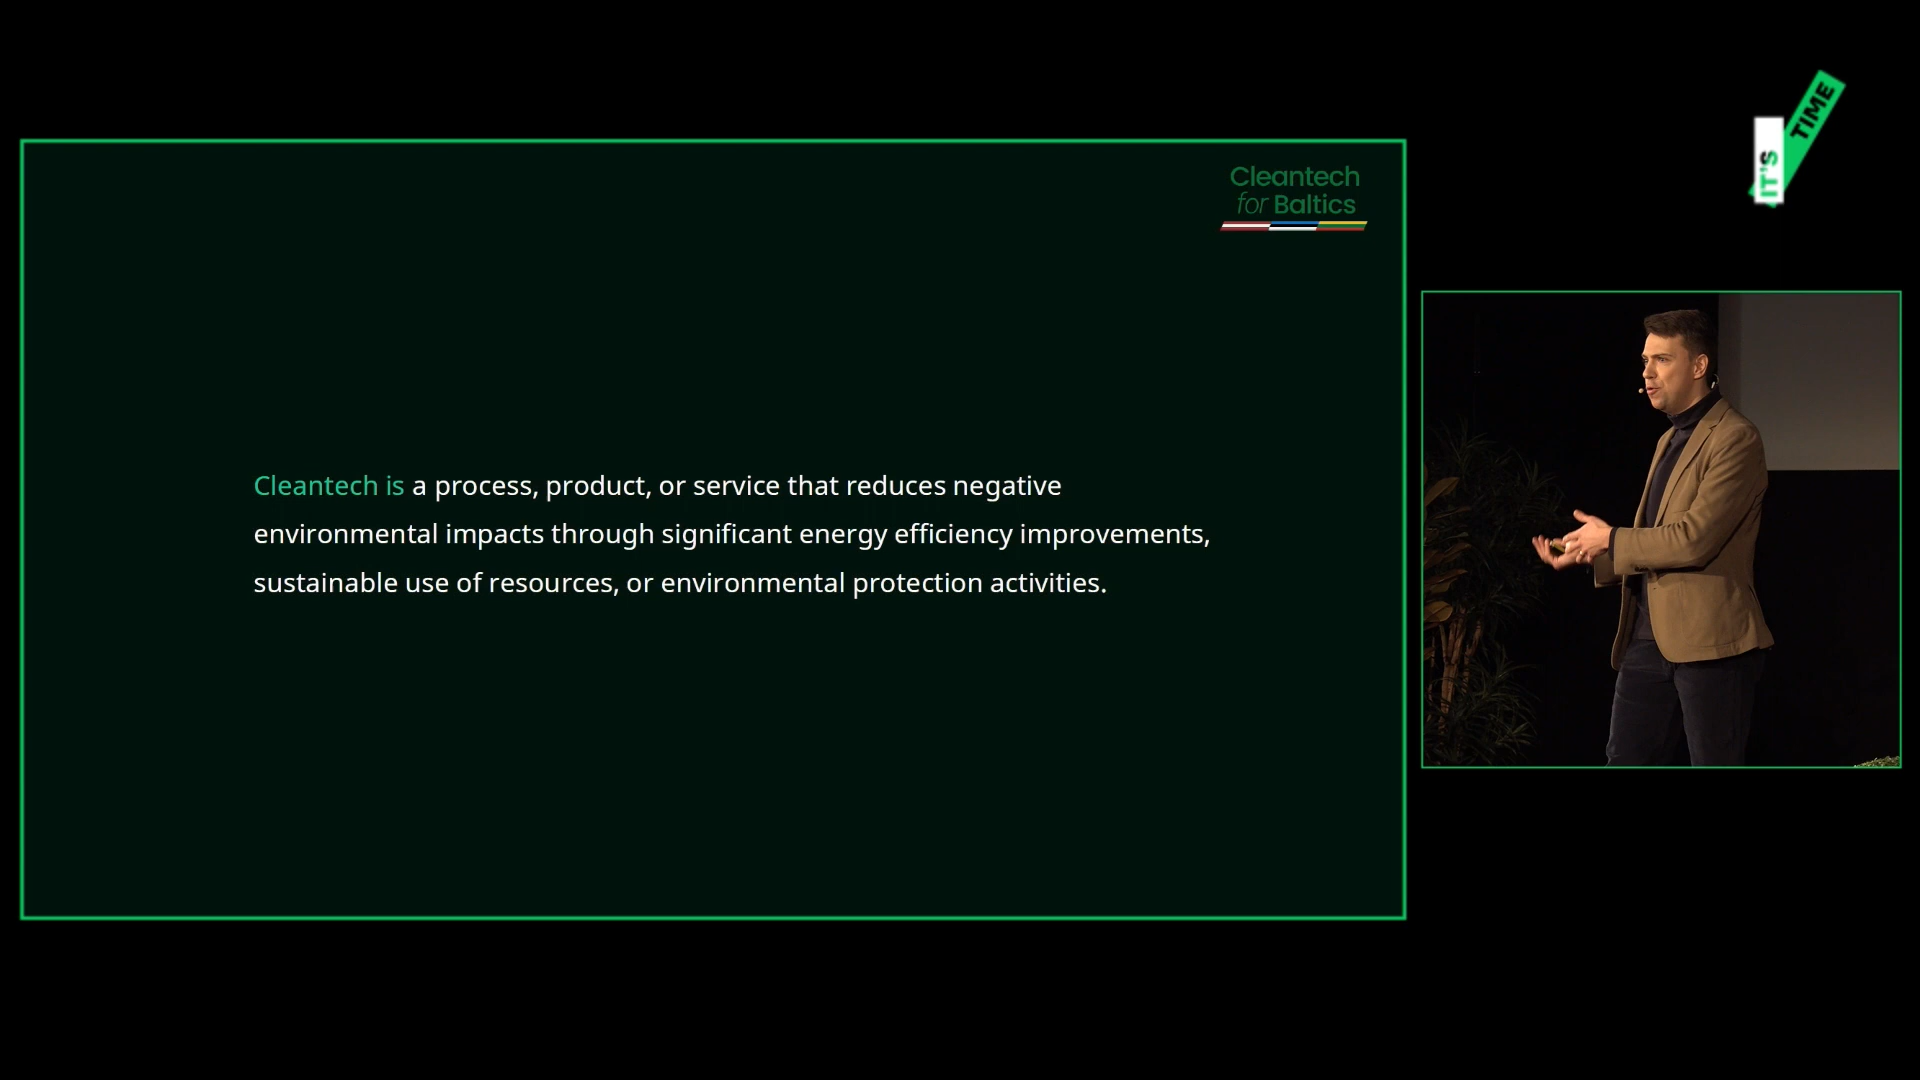 Cleantech
for Baltics
IT'S
TIME
Cleantech is a process, product, or service that reduces negative
environmental impacts through significant energy efficiency improvements,
sustainable use of resources, or environmental protection activities.